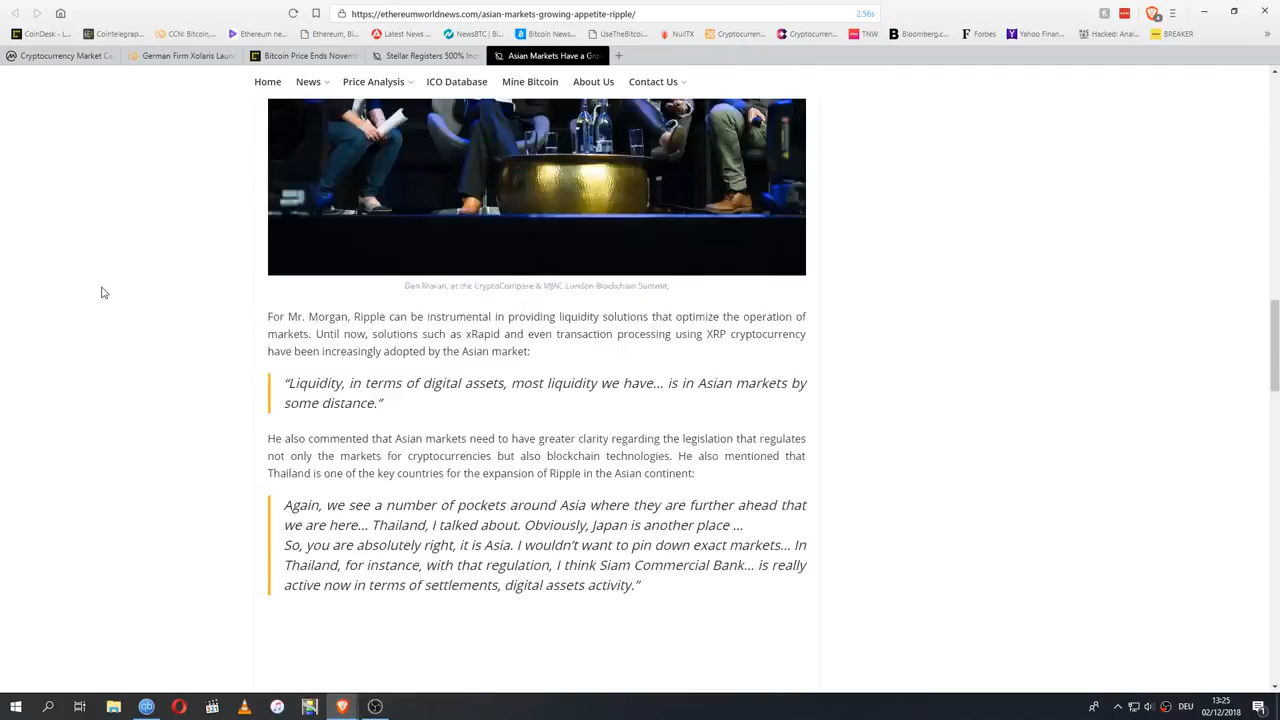 https://ethereumworldnews.com/asian-markets-growing-appetite-ripple/
2.56s
4
CoinDesk - L...
Cointelegrap...
CCN: Bitcoin,...
Ethereum ne...
Ethereum, Bi...
Latest News ...
NewsBTC | Bi...
Bitcoin News...
UseTheBitcoi...
NullTX
Cryptocurren...
Cryptocurren...
TNW
Bloomberg.c...
Forbes
Yahoo Finan...
Hacked: Anal...
BREAKER
Cryptocurrency Market Ca
German Firm Xolaris Laun
Bitcoin Price Ends Novemb
Stellar Registers 500% Inc
Asian Markets Have a Gro
Home
News
Price Analysis
ICO Database
Mine Bitcoin
About Us
Contact Us
at the CryptoCompare & MJAC London Blockchain Summit,
For Mr. Morgan, Ripple can be instrumental in providing liquidity solutions that optimize the operation of
markets. Until now, solutions such as xRapid and even transaction processing using XRP cryptocurrency
have been increasingly adopted by the Asian market:
“Liquidity, in terms of digital assets, most liquidity we have… is in Asian markets by
some distance.”
He also commented that Asian markets need to have greater clarity regarding the legislation that regulates
not only the markets for cryptocurrencies but also blockchain technologies. He also mentioned that
Thailand is one of the key countries for the expansion of Ripple in the Asian continent:
Again, we see a number of pockets around Asia where they are further ahead that
we are here… Thailand, I talked about. Obviously, Japan is another place …
So, you are absolutely right, it is Asia. I wouldn’t want to pin down exact markets… In
Thailand, for instance, with that regulation, I think Siam Commercial Bank… is really
active now in terms of settlements, digital assets activity.”
DEU
13:25
02/12/2018